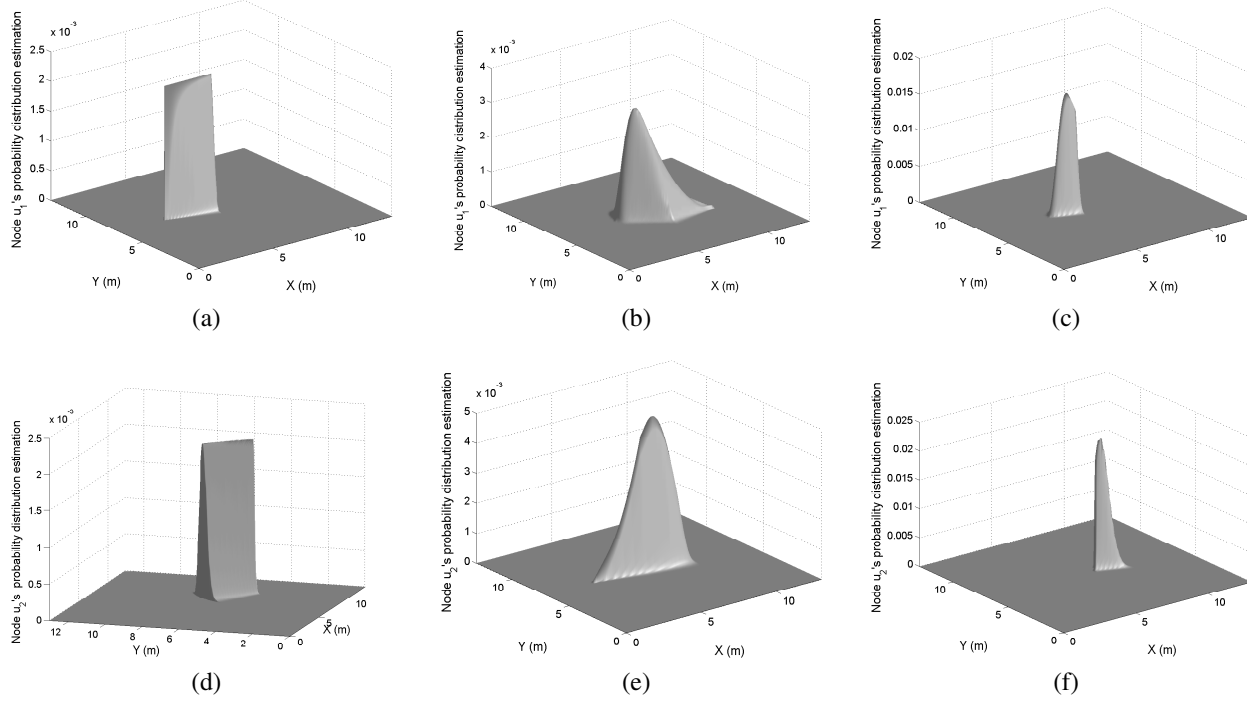 x 10⁻³
2.5
2
1.5
1
0.5
0
Node u₁'s probability cistribution estimation
10
5
0
0
5
10
Y (m)
X (m)
(a)
x 10⁻³
4
3
2
1
0
Node u₁'s probability cistribution estimation
10
5
0
0
5
10
Y (m)
X (m)
(b)
0.02
0.015
0.01
0.005
0
Node u₁'s probability cistribution estimation
10
5
0
0
5
10
Y (m)
X (m)
(c)
x 10⁻³
2.5
2
1.5
1
0.5
0
Node u₂'s probability distribution estimation
12
10
8
6
4
2
0
0
5
10
Y (m)
X (m)
(d)
x 10⁻³
5
4
3
2
1
0
Node u₂'s probability distribution estimation
10
5
0
0
5
10
Y (m)
X (m)
(e)
0.025
0.02
0.015
0.01
0.005
0
Node u₂'s probability cistribution estimation
10
5
0
0
5
10
Y (m)
X (m)
(f)